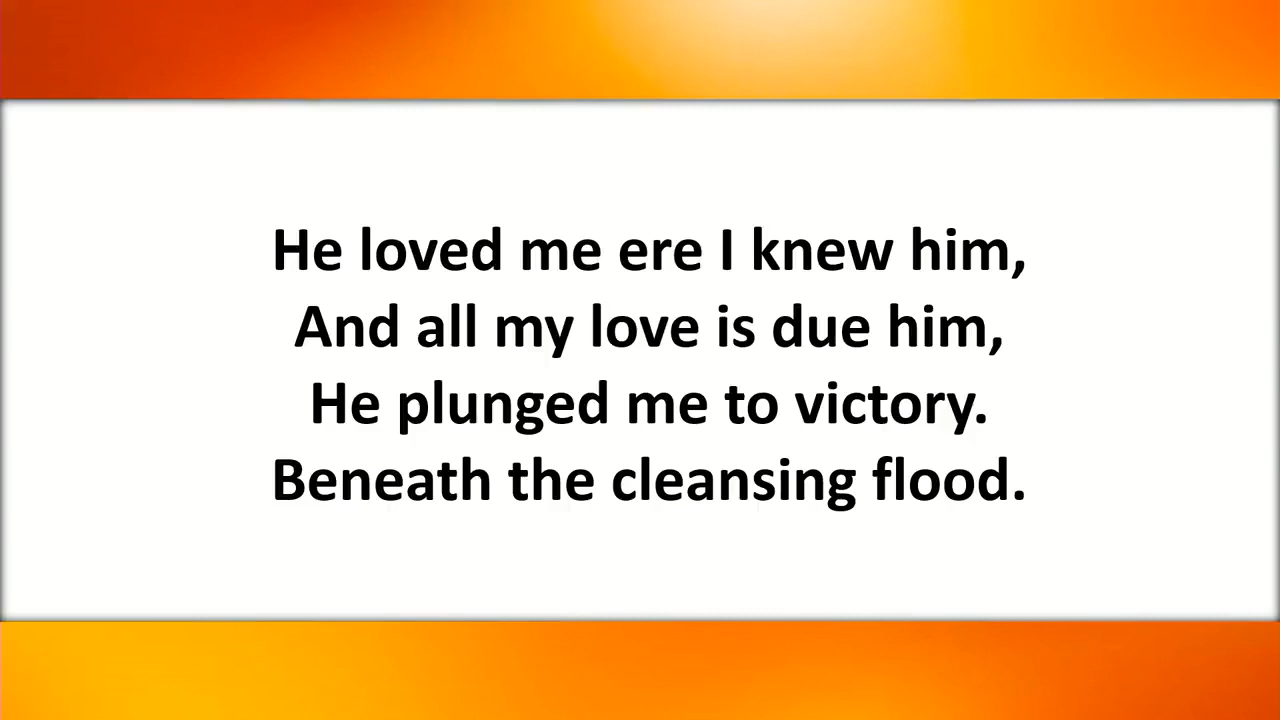 He loved me ere I knew him,
And all my love is due him,
He plunged me to victory.
Beneath the cleansing flood.